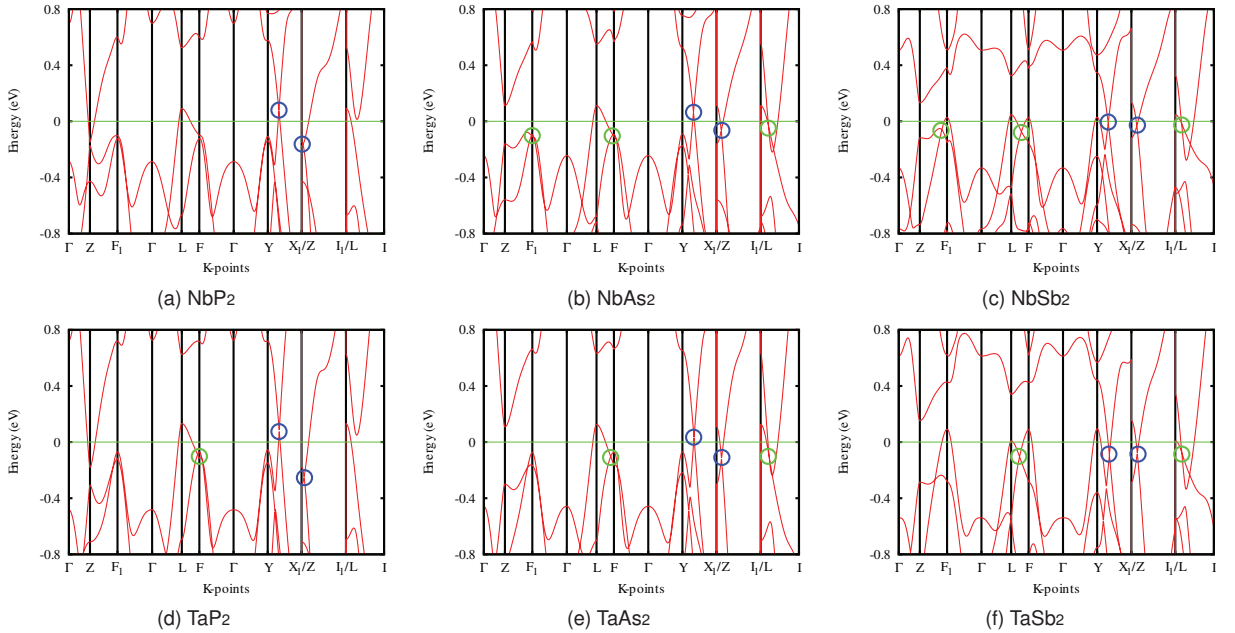 0.8
0.4
0
-0.4
-0.8
Energy (eV)
Γ Z F₁ Γ L F Γ Y X₁/Z I₁/L I
K-points
(a) NbP₂
0.8
0.4
0
-0.4
-0.8
Energy (eV)
Γ Z F₁ Γ L F Γ Y X₁/Z I₁/L I
K-points
(b) NbAs₂
0.8
0.4
0
-0.4
-0.8
Energy (eV)
Γ Z F₁ Γ L F Γ Y X₁/Z I₁/L I
K-points
(c) NbSb₂
0.8
0.4
0
-0.4
-0.8
Energy (eV)
Γ Z F₁ Γ L F Γ Y X₁/Z I₁/L I
K-points
(d) TaP₂
0.8
0.4
0
-0.4
-0.8
Energy (eV)
Γ Z F₁ Γ L F Γ Y X₁/Z I₁/L I
K-points
(e) TaAs₂
0.8
0.4
0
-0.4
-0.8
Energy (eV)
Γ Z F₁ Γ L F Γ Y X₁/Z I₁/L I
K-points
(f) TaSb₂